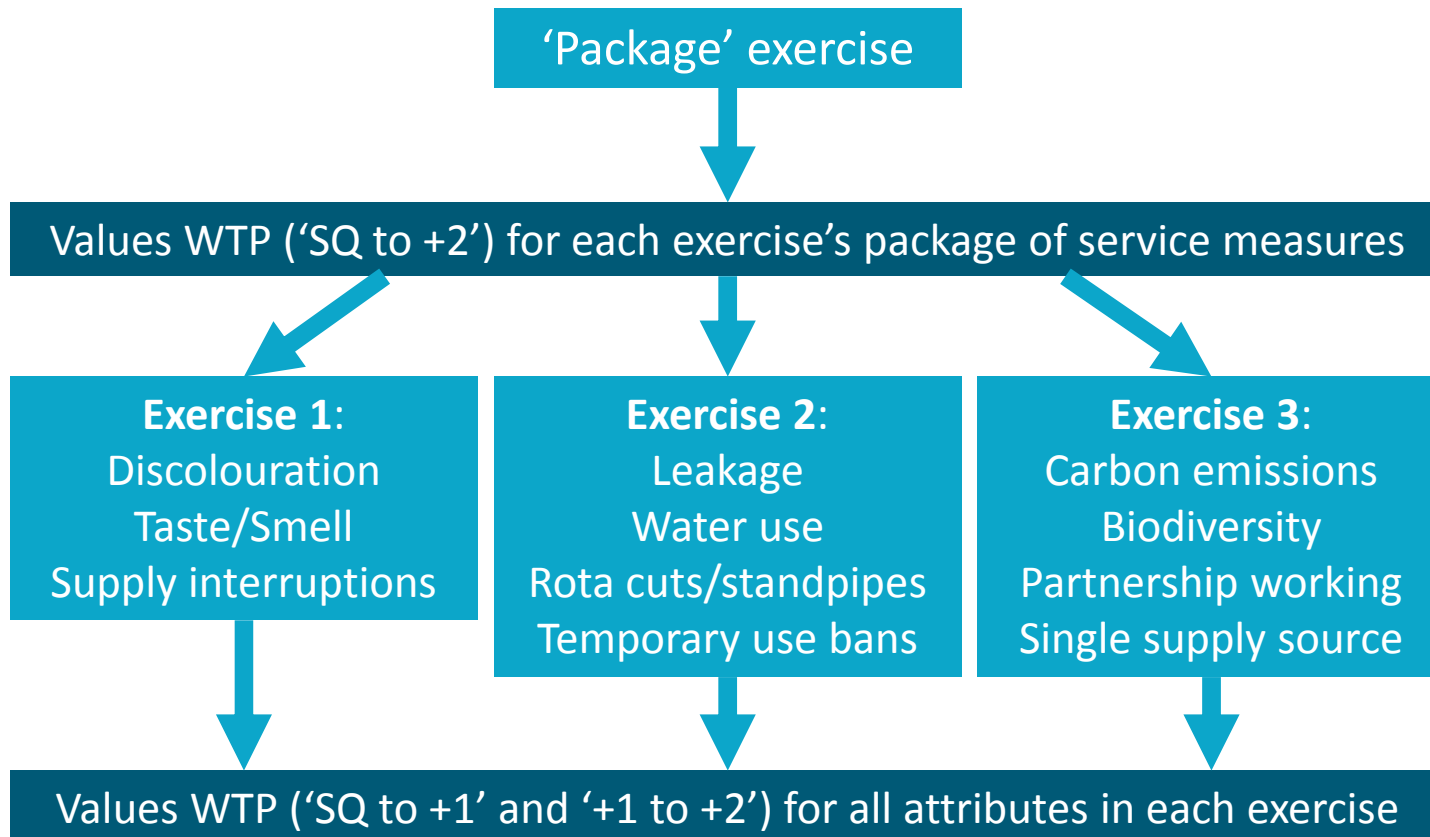 ‘Package’ exercise
Values WTP (‘SQ to +2’) for each exercise’s package of service measures
Exercise 1:
Discolouration
Taste/Smell
Supply interruptions
Exercise 2:
Leakage
Water use
Rota cuts/standpipes
Temporary use bans
Exercise 3:
Carbon emissions
Biodiversity
Partnership working
Single supply source
Values WTP (‘SQ to +1’ and ‘+1 to +2’) for all attributes in each exercise